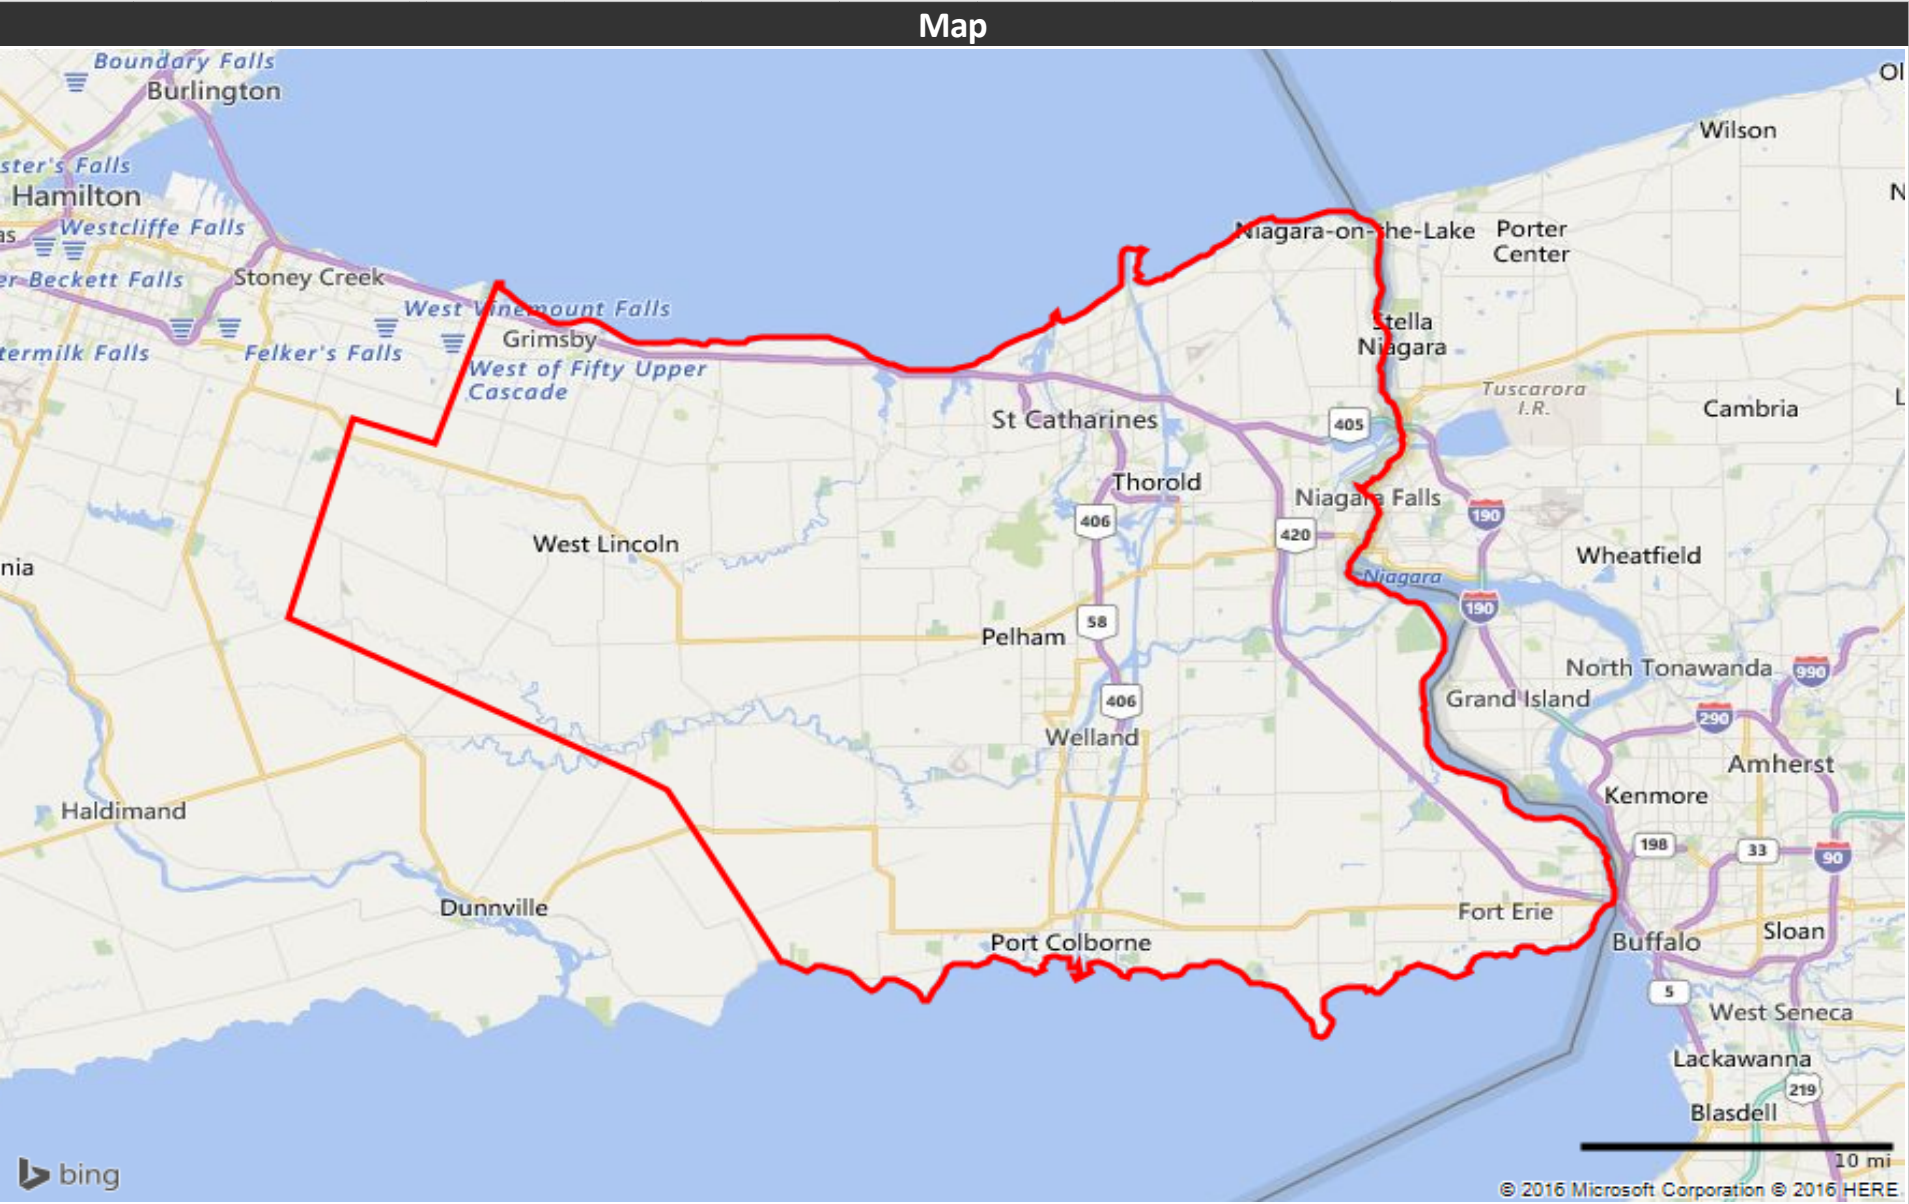 Map
Boundary Falls
Burlington
Ol
Wilson
ster's Falls
Hamilton
N
as
Westcliffe Falls
Niagara-on-the-Lake
Porter
Center
er Beckett Falls
Stoney Creek
West Vinemount Falls
Stella
Niagara
Grimsby
termilk Falls
Felker's Falls
West of Fifty Upper
Cascade
Tuscarora
I.R.
L
Cambria
St Catharines
405
Thorold
Niagara Falls
190
406
420
West Lincoln
Wheatfield
nia
Niagara
190
58
Pelham
North Tonawanda
990
Grand Island
406
290
Welland
Amherst
Kenmore
Haldimand
198
33
90
Dunnville
Fort Erie
Port Colborne
Buffalo
Sloan
5
West Seneca
Lackawanna
219
Blasdell
10 mi
bing
© 2016 Microsoft Corporation © 2016 HERE